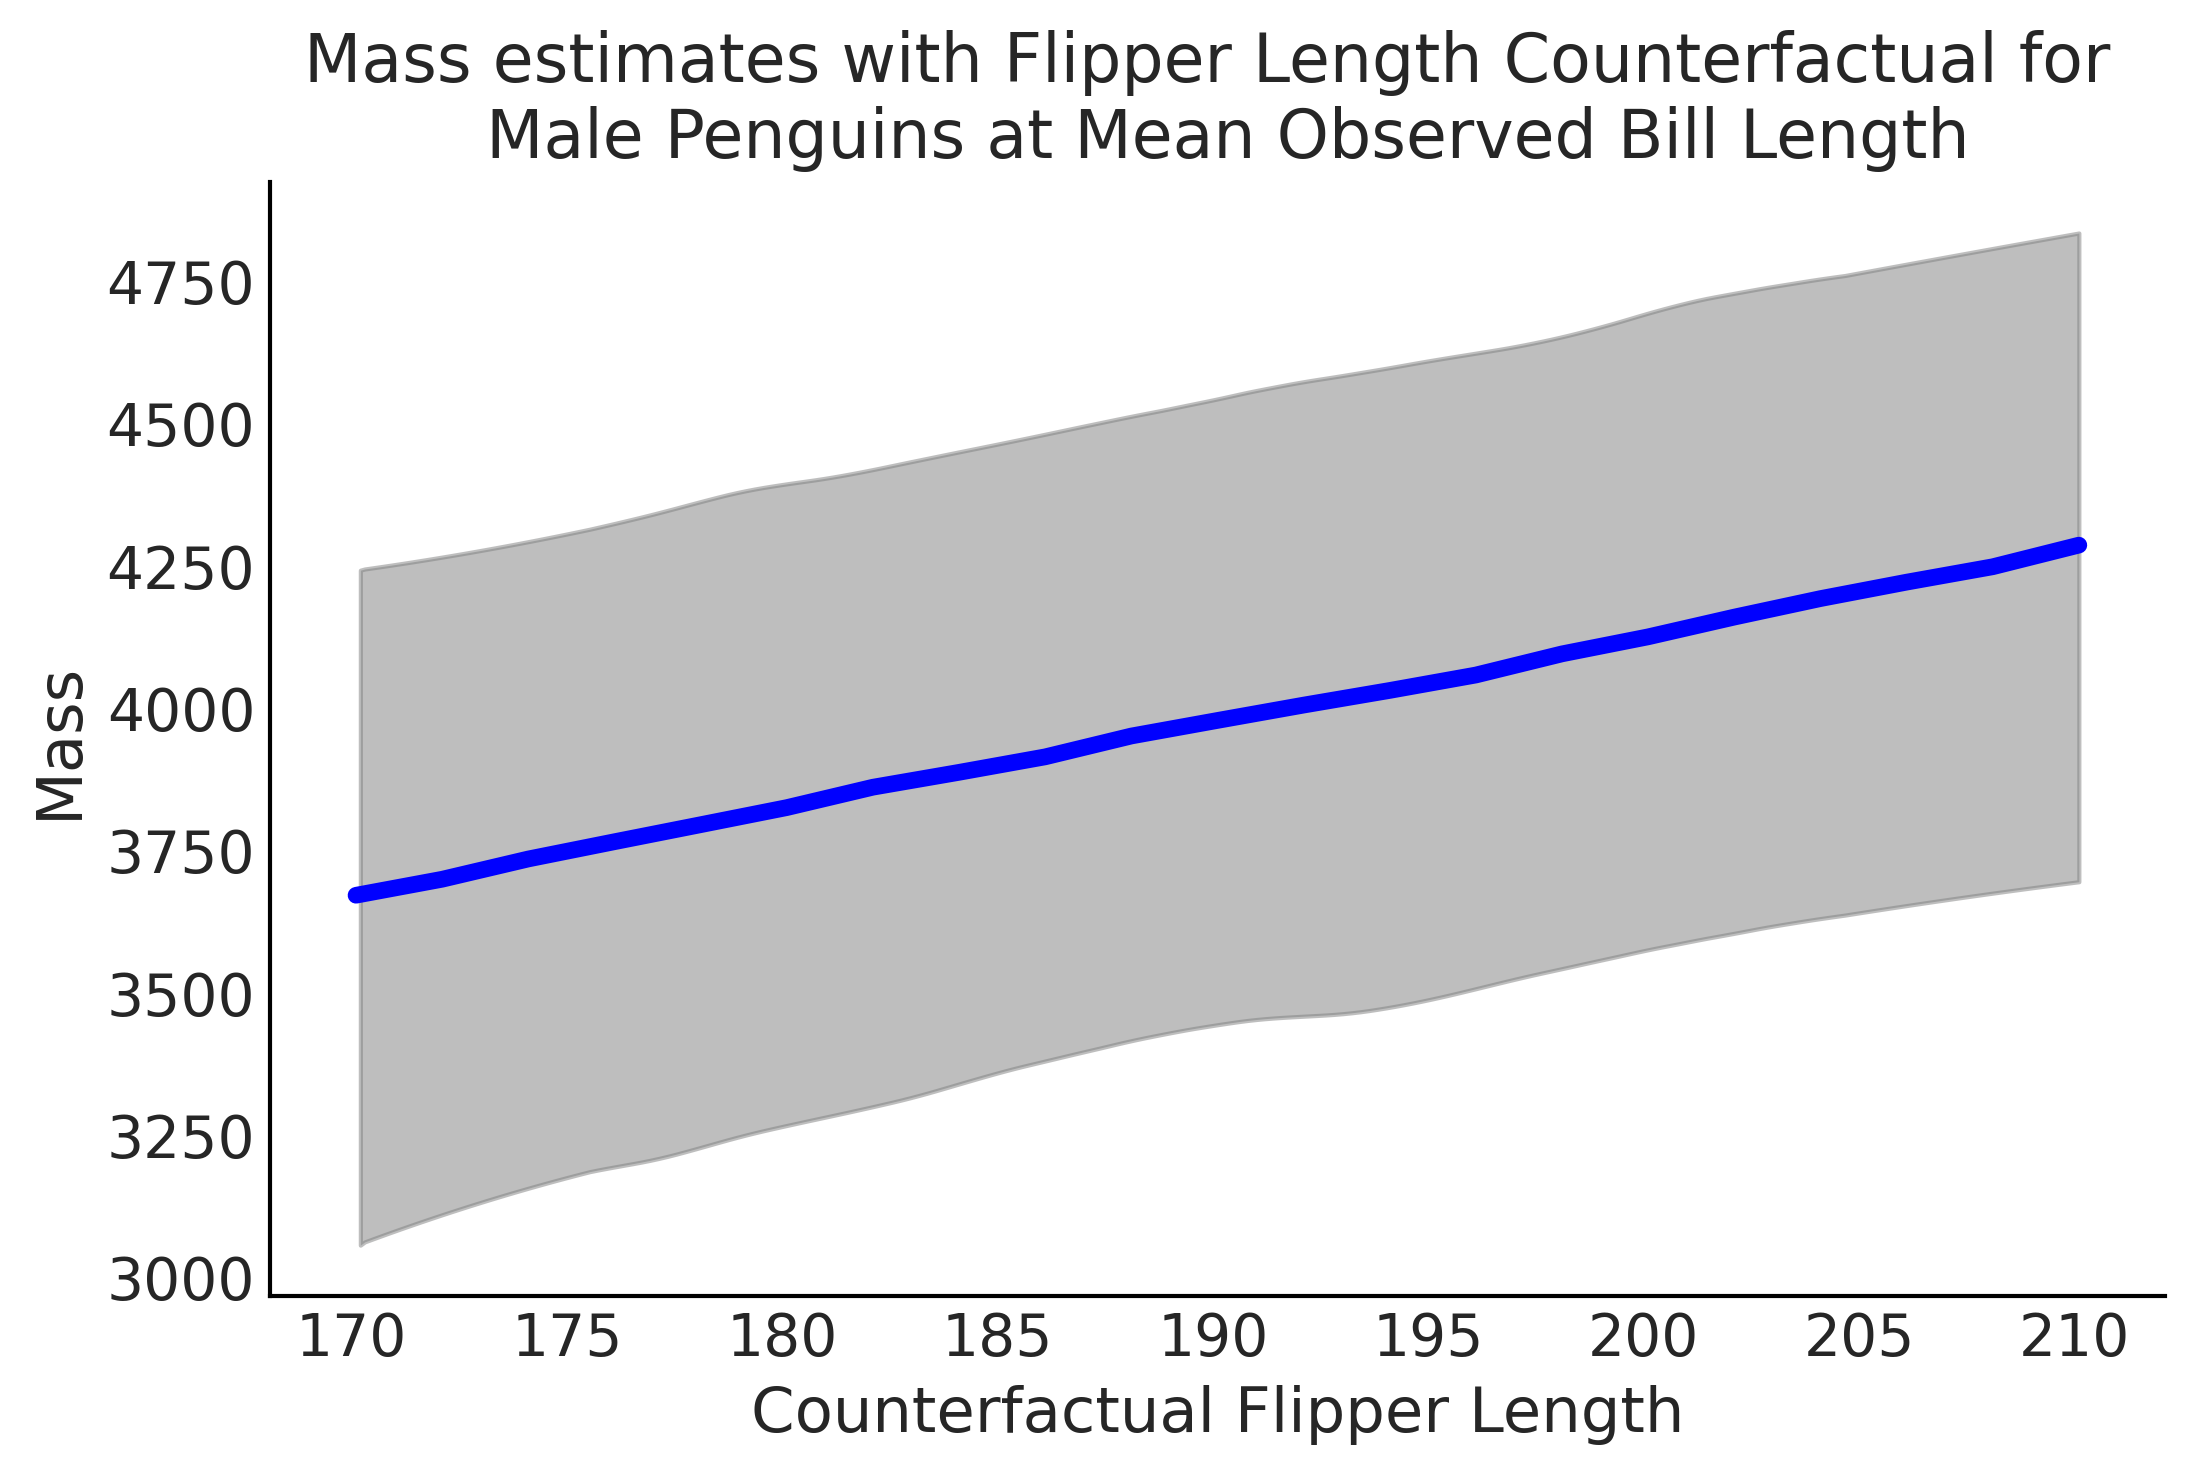 Mass estimates with Flipper Length Counterfactual for
Male Penguins at Mean Observed Bill Length
4750
4500
4250
4000
3750
3500
3250
3000
Mass
170 175 180 185 190 195 200 205 210
Counterfactual Flipper Length